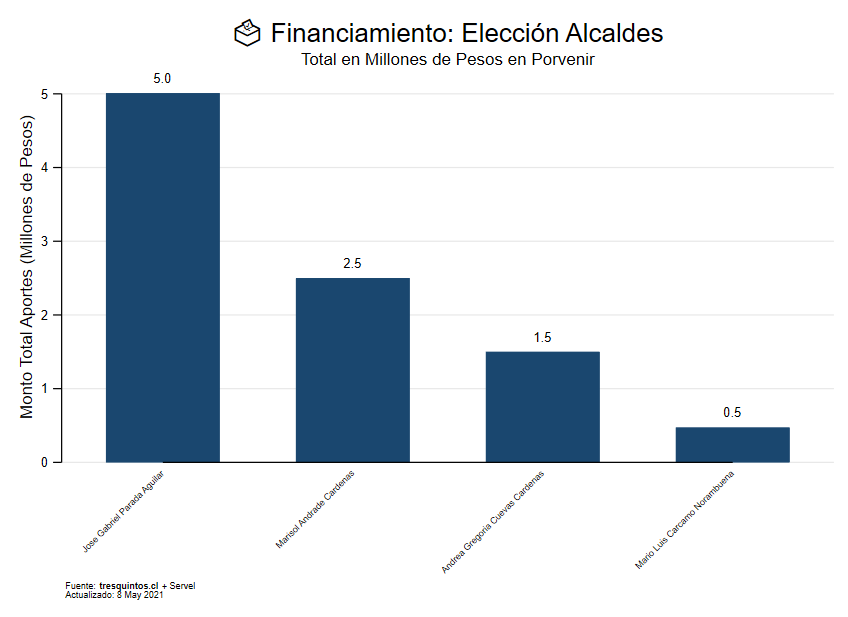 Financiamiento: Elección Alcaldes
Total en Millones de Pesos en Porvenir
Monto Total Aportes (Millones de Pesos)
5
4
3
2
1
0
5.0
2.5
1.5
0.5
Jose Gabriel Parada Aguilar
Marisol Andrade Cardenas
Andrea Gregoria Cuevas Cardenas
Mario Luis Carcamo Norambuena
Fuente: tresquintos.cl + Servel
Actualizado: 8 May 2021